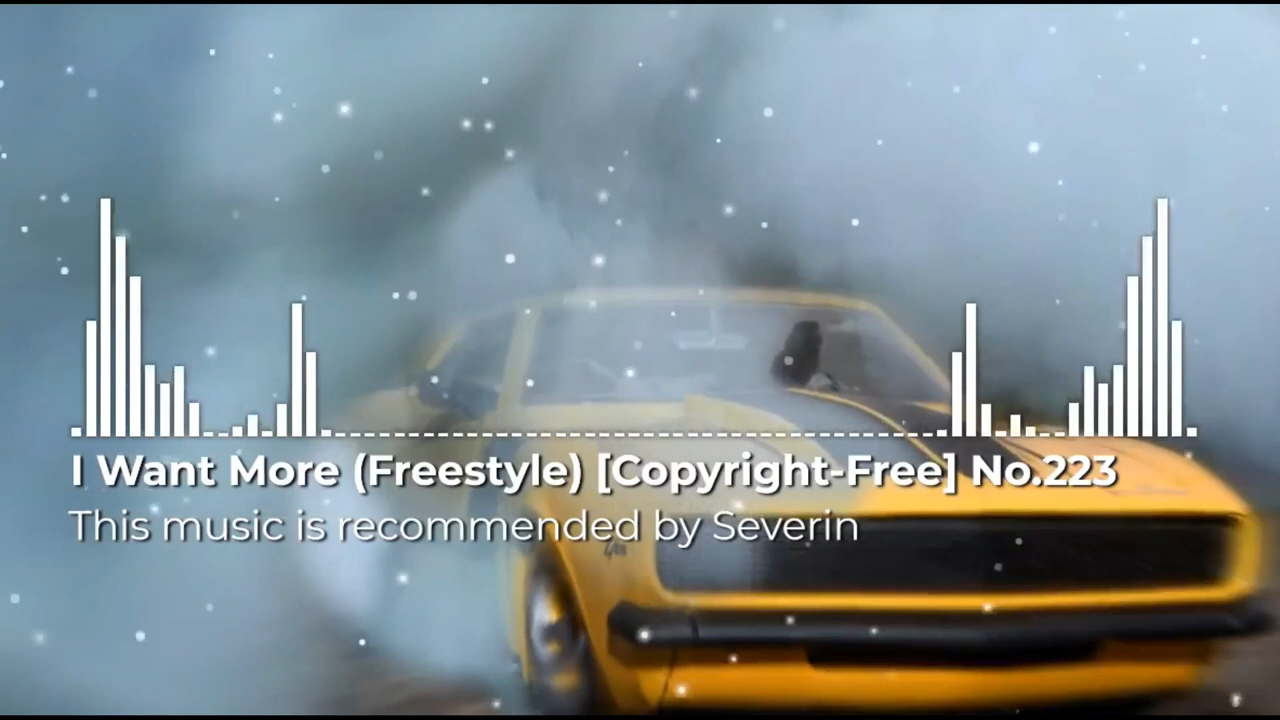 I Want More (Freestyle) [Copyright-Free] No.223
This music is recommended by Severin